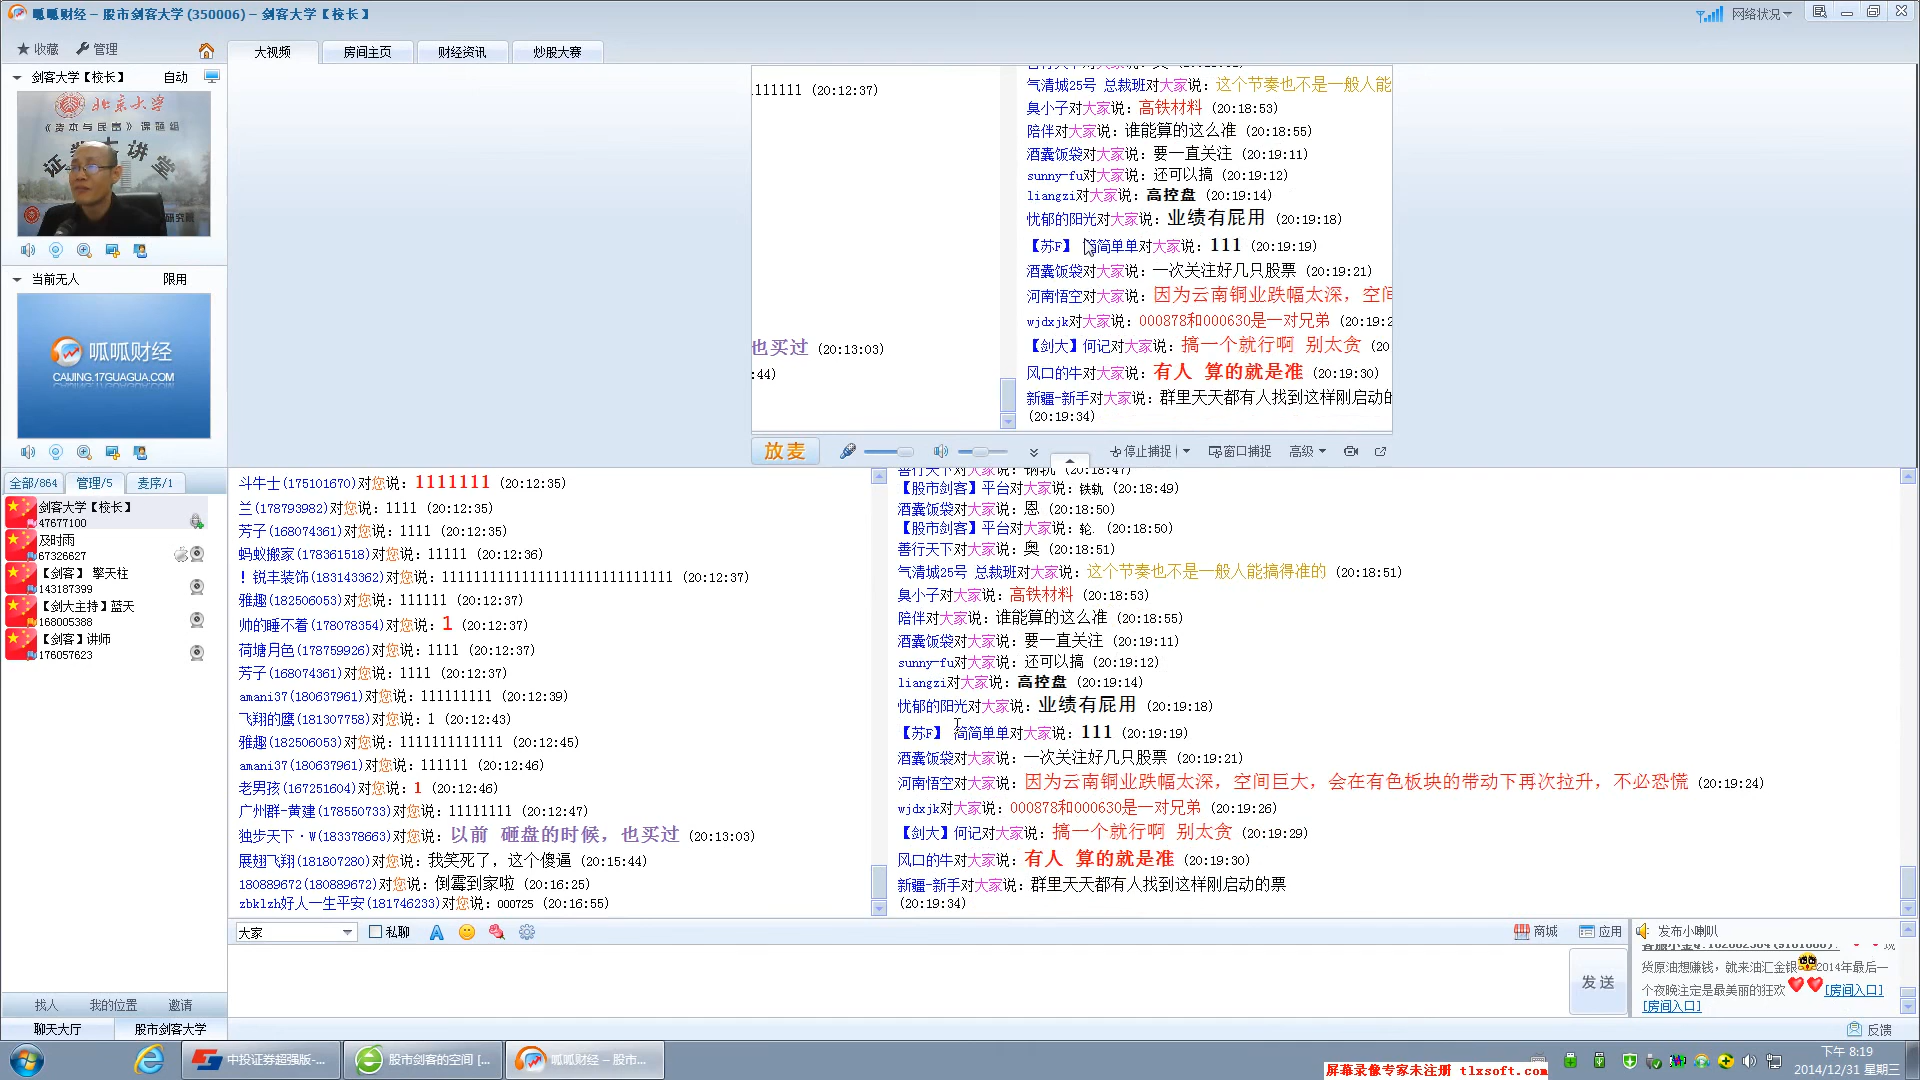 呱呱财经 – 股市剑客大学 (350006) – 剑客大学【校长】
网络状况
收藏 管理
大视频 房间主页 财经资讯 炒股大赛
剑客大学【校长】 自动
北京大学
《资本与民富》课题组
证券大讲堂
当前无人 限用
呱呱财经
CAIJING.17GUAGUA.COM
全部/864 管理/5 麦序/1
剑客大学【校长】
47677100
及时雨
67326627
【剑客】 擎天柱
143187399
【剑大主持】蓝天
168005388
【剑客】讲师
176057623
找人 我的位置 邀请
聊天大厅 股市剑客大学
.111111 (20:12:37)
也买过 (20:13:03)
:44)
气清城25号 总裁班对大家说：这个节奏也不是一般人能
臭小子对大家说：高铁材料 (20:18:53)
陪伴对大家说：谁能算的这么准 (20:18:55)
酒囊饭袋对大家说：要一直关注 (20:19:11)
sunny-fu对大家说：还可以搞 (20:19:12)
liangzi对大家说：高控盘 (20:19:14)
忧郁的阳光对大家说：业绩有屁用 (20:19:18)
【苏F】 简简单单对大家说：111 (20:19:19)
酒囊饭袋对大家说：一次关注好几只股票 (20:19:21)
河南悟空对大家说：因为云南铜业跌幅太深，空间
wjdxjk对大家说：000878和000630是一对兄弟 (20:19:2
【剑大】何记对大家说：搞一个就行啊 别太贪 (20
风口的牛对大家说：有人 算的就是准 (20:19:30)
新疆-新手对大家说：群里天天都有人找到这样刚启动的
(20:19:34)
放麦 停止捕捉 窗口捕捉 高级
斗牛士(175101670)对您说：1111111 (20:12:35)
兰(178793982)对您说：1111 (20:12:35)
芳子(168074361)对您说：1111 (20:12:35)
蚂蚁搬家(178361518)对您说：11111 (20:12:36)
！锐丰装饰(183143362)对您说：11111111111111111111111111111 (20:12:37)
雅趣(182506053)对您说：111111 (20:12:37)
帅的睡不着(178078354)对您说：1 (20:12:37)
荷塘月色(178759926)对您说：1111 (20:12:37)
芳子(168074361)对您说：1111 (20:12:37)
amani37(180637961)对您说：111111111 (20:12:39)
飞翔的鹰(181307758)对您说：1 (20:12:43)
雅趣(182506053)对您说：1111111111111 (20:12:45)
amani37(180637961)对您说：111111 (20:12:46)
老男孩(167251604)对您说：1 (20:12:46)
广州群-黄建(178550733)对您说：11111111 (20:12:47)
独步天下·W(183378663)对您说：以前 砸盘的时候，也买过 (20:13:03)
展翅飞翔(181807280)对您说：我笑死了，这个傻逼 (20:15:44)
180889672(180889672)对您说：倒霉到家啦 (20:16:25)
zbklzh好人一生平安(181746233)对您说：000725 (20:16:55)
善行天下对大家说：钢轨 (20:18:47)
【股市剑客】平台对大家说：铁轨 (20:18:49)
酒囊饭袋对大家说：恩 (20:18:50)
【股市剑客】平台对大家说：轮. (20:18:50)
善行天下对大家说：奥 (20:18:51)
气清城25号 总裁班对大家说：这个节奏也不是一般人能搞得准的 (20:18:51)
臭小子对大家说：高铁材料 (20:18:53)
陪伴对大家说：谁能算的这么准 (20:18:55)
酒囊饭袋对大家说：要一直关注 (20:19:11)
sunny-fu对大家说：还可以搞 (20:19:12)
liangzi对大家说：高控盘 (20:19:14)
忧郁的阳光对大家说：业绩有屁用 (20:19:18)
【苏F】 简简单单对大家说：111 (20:19:19)
酒囊饭袋对大家说：一次关注好几只股票 (20:19:21)
河南悟空对大家说：因为云南铜业跌幅太深，空间巨大，会在有色板块的带动下再次拉升，不必恐慌 (20:19:24)
wjdxjk对大家说：000878和000630是一对兄弟 (20:19:26)
【剑大】何记对大家说：搞一个就行啊 别太贪 (20:19:29)
风口的牛对大家说：有人 算的就是准 (20:19:30)
新疆-新手对大家说：群里天天都有人找到这样刚启动的票
(20:19:34)
大家 私聊 商城 应用
发送
发布小喇叭
货原油想赚钱，就来油汇金银 2014年最后一
个夜晚注定是最美丽的狂欢 [房间入口]
[房间入口]
反馈
中投证券超强版-... 股市剑客的空间 [... 呱呱财经 – 股市...
屏幕录像专家未注册 tlxsoft.com
下午 8:19
2014/12/31 星期三